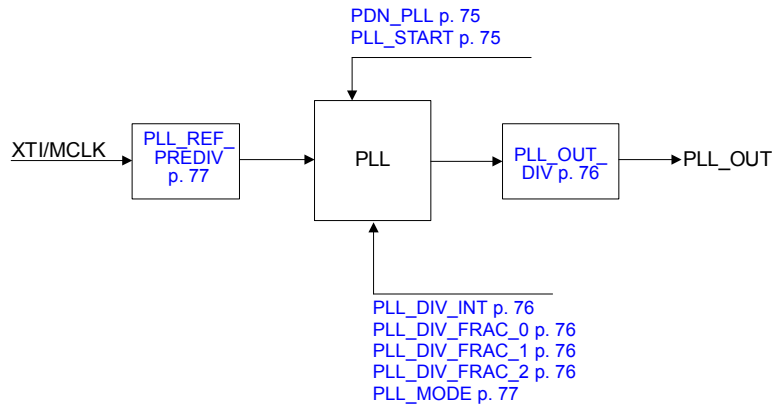 PDN_PLL p. 75
PLL_START p. 75
XTI/MCLK
PLL_REF_
PREDIV
p. 77
PLL
PLL_OUT_
DIV p. 76
PLL_OUT
PLL_DIV_INT p. 76
PLL_DIV_FRAC_0 p. 76
PLL_DIV_FRAC_1 p. 76
PLL_DIV_FRAC_2 p. 76
PLL_MODE p. 77